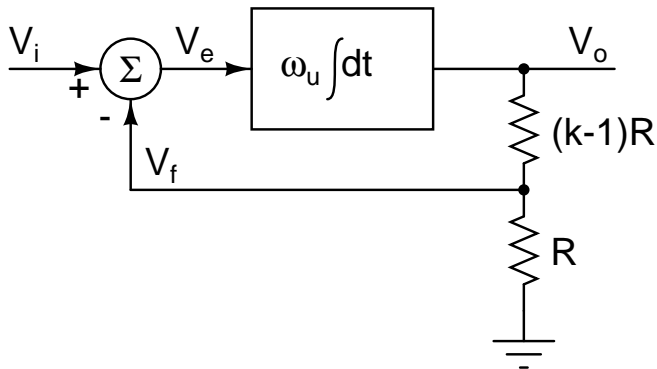 V_i
+
-
Σ
V_e
ω_u ∫dt
V_o
(k-1)R
V_f
R